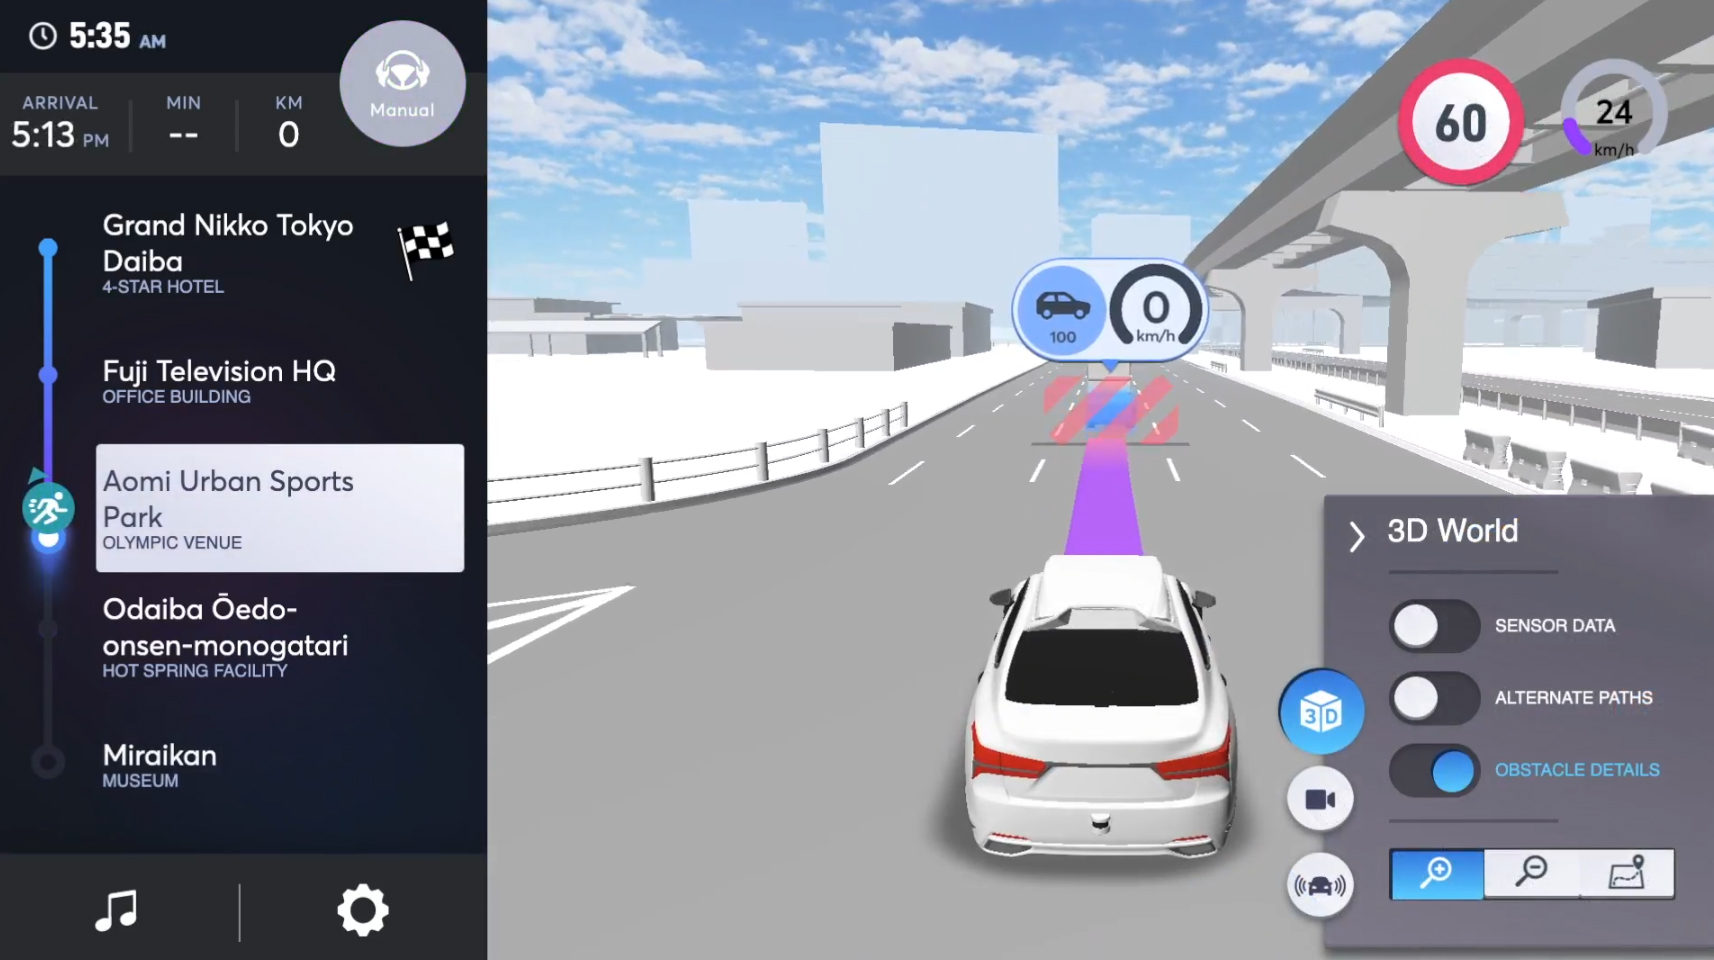 5:35 AM
Manual
ARRIVAL MIN KM
5:13 PM -- 0
Grand Nikko Tokyo
Daiba
4-STAR HOTEL
Fuji Television HQ
OFFICE BUILDING
Aomi Urban Sports
Park
OLYMPIC VENUE
Odaiba Ōedo-
onsen-monogatari
HOT SPRING FACILITY
Miraikan
MUSEUM
60
24
km/h
100
0
km/h
3D World
SENSOR DATA
ALTERNATE PATHS
OBSTACLE DETAILS
3D